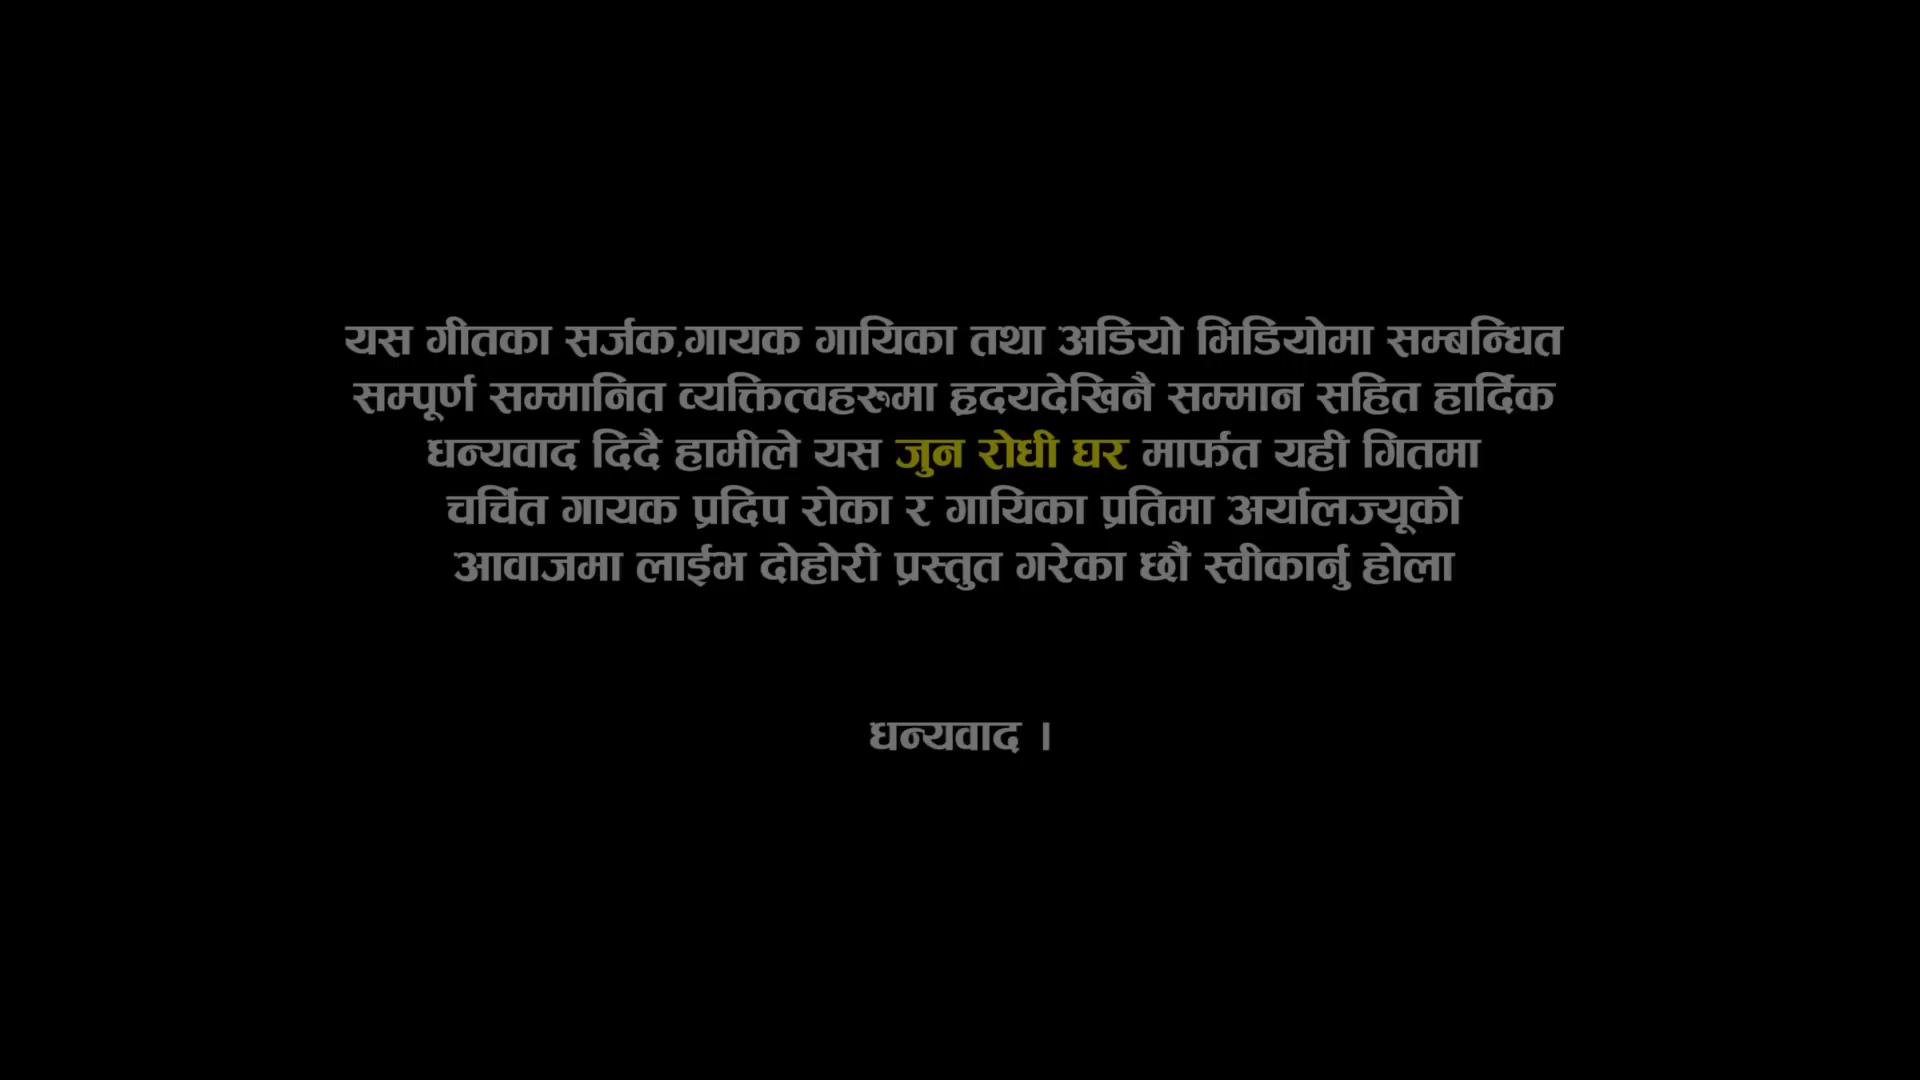 यस गीतका सर्जक,गायक गायिका तथा अडियो भिडियोमा सम्बन्धित
सम्पूर्ण सम्मानित व्यक्तित्वहरुमा हृदयदेखिनै सम्मान सहित हार्दिक
धन्यवाद दिदै हामीले यस जुन रोधी घर मार्फत यही गितमा
चर्चित गायक प्रदिप रोका र गायिका प्रतिमा अर्यालज्यूको
आवाजमा लाईभ दोहोरी प्रस्तुत गरेका छौं स्वीकार्नु होला
धन्यवाद ।